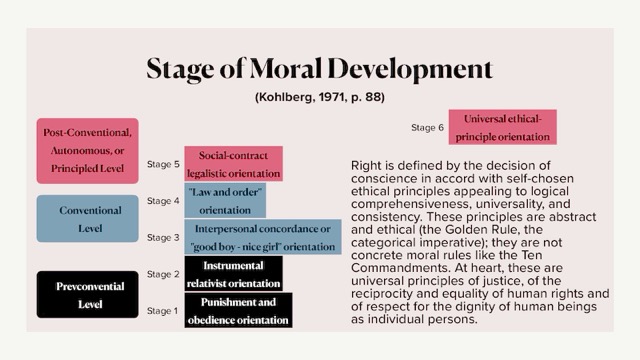 Stage of Moral Development
(Kohlberg, 1971, p. 88)
Post-Conventional,
Autonomous, or
Principled Level
Conventional
Level
Prevconvential
Level
Stage 5
Social-contract
legalistic orientation
Stage 4
"Law and order"
orientation
Stage 3
Interpersonal concordance or
"good boy - nice girl" orientation
Stage 2
Instrumental
relativist orientation
Stage 1
Punishment and
obedience orientation
Stage 6
Universal ethical-
principle orientation
Right is defined by the decision of
conscience in accord with self-chosen
ethical principles appealing to logical
comprehensiveness, universality, and
consistency. These principles are abstract
and ethical (the Golden Rule, the
categorical imperative); they are not
concrete moral rules like the Ten
Commandments. At heart, these are
universal principles of justice, of the
reciprocity and equality of human rights and
of respect for the dignity of human beings
as individual persons.